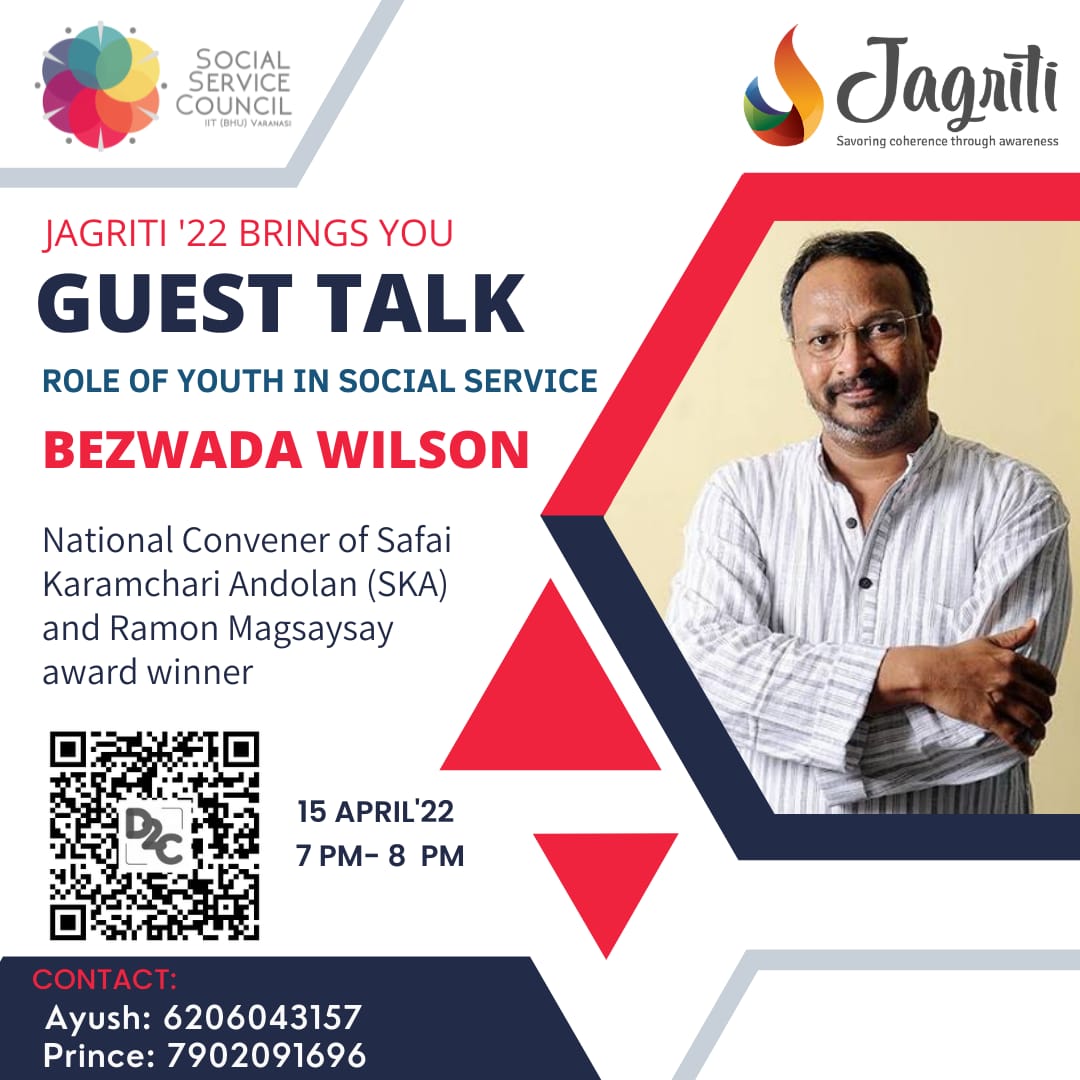 SOCIAL
SERVICE
COUNCIL
IIT (BHU) VARANASI
Jagriti
Savoring coherence through awareness
JAGRITI '22 BRINGS YOU
GUEST TALK
ROLE OF YOUTH IN SOCIAL SERVICE
BEZWADA WILSON
National Convener of Safai
Karamchari Andolan (SKA)
and Ramon Magsaysay
award winner
D2C
15 APRIL'22
7 PM- 8 PM
CONTACT:
Ayush: 6206043157
Prince: 7902091696